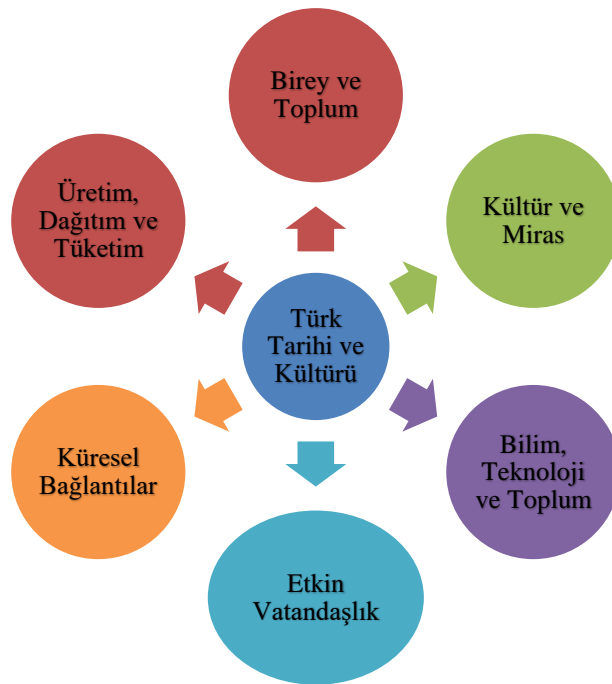 Birey ve
Toplum
Üretim,
Dağıtım ve
Tüketim
Kültür ve
Miras
Türk
Tarihi ve
Kültürü
Küresel
Bağlantılar
Bilim,
Teknoloji
ve Toplum
Etkin
Vatandaşlık